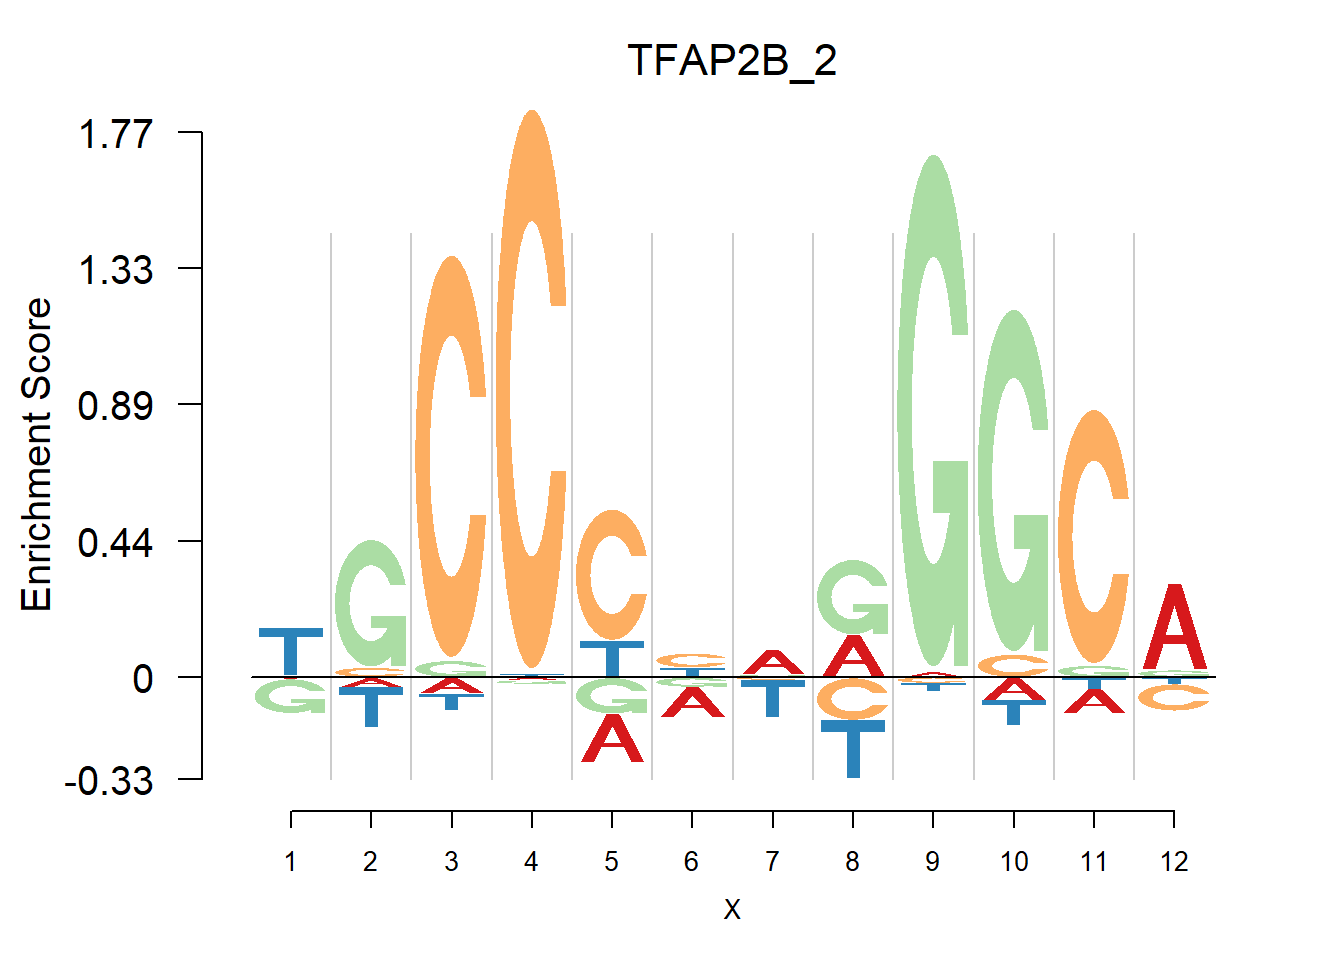 TFAP2B_2
Enrichment Score
1.77
1.33
0.89
0.44
0
-0.33
T G C C C C A G G G C A
G C G T T T A C C G G
A A A G G T C A A T T
T T T A A T T T A C
1 2 3 4 5 6 7 8 9 10 11 12
X